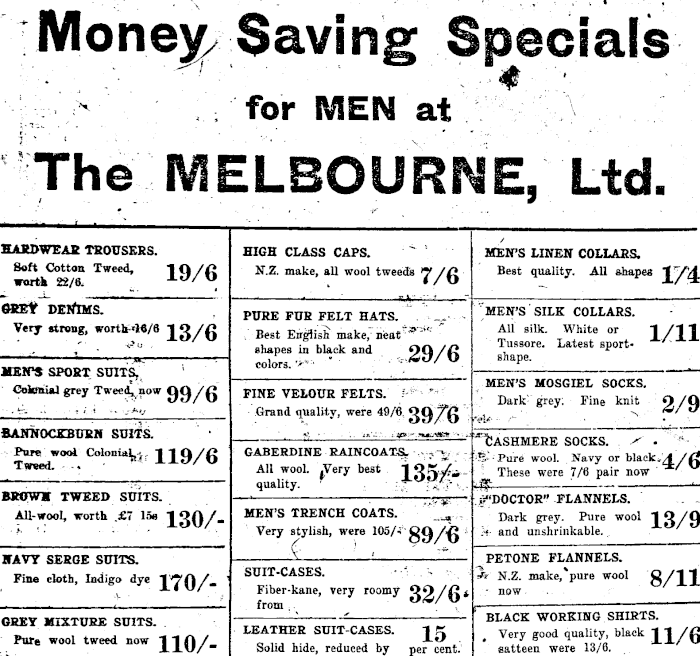 Money Saving Specials
for MEN at
The MELBOURNE, Ltd.
HARDWEAR TROUSERS.
Soft Cotton Tweed,
worth 22/6.
19/6
GREY DENIMS.
Very strong, worth 16/6 13/6
MEN'S SPORT SUITS.
Colonial grey Tweed, now 99/6
BANNOCKBURN SUITS.
Pure wool Colonial
Tweed.
119/6
BROWN TWEED SUITS.
All-wool, worth £7 15s 130/-
NAVY SERGE SUITS.
Fine cloth, Indigo dye 170/-
GREY MIXTURE SUITS.
Pure wool tweed now 110/-
HIGH CLASS CAPS.
N.Z. make, all wool tweeds 7/6
PURE FUR FELT HATS.
Best English make, neat
shapes in black and
colors.
29/6
FINE VELOUR FELTS.
Grand quality, were 49/6 39/6
GABERDINE RAINCOATS
All wool. Very best
quality.
135/-
MEN'S TRENCH COATS.
Very stylish, were 105/- 89/6
SUIT-CASES.
Fiber-kane, very roomy
from
32/6
LEATHER SUIT-CASES.
Solid hide, reduced by
15
per cent.
MEN'S LINEN COLLARS.
Best quality. All shapes 1/4
MEN'S SILK COLLARS.
All silk. White or
Tussore. Latest sport-
shape.
1/11
MEN'S MOSGIEL SOCKS.
Dark grey. Fine knit 2/9
CASHMERE SOCKS.
Pure wool. Navy or black.
These were 7/6 pair now
4/6
"DOCTOR" FLANNELS.
Dark grey. Pure wool
and unshrinkable.
13/9
PETONE FLANNELS.
N.Z. make, pure wool
now
8/11
BLACK WORKING SHIRTS.
Very good quality, black
satteen were 13/6.
11/6